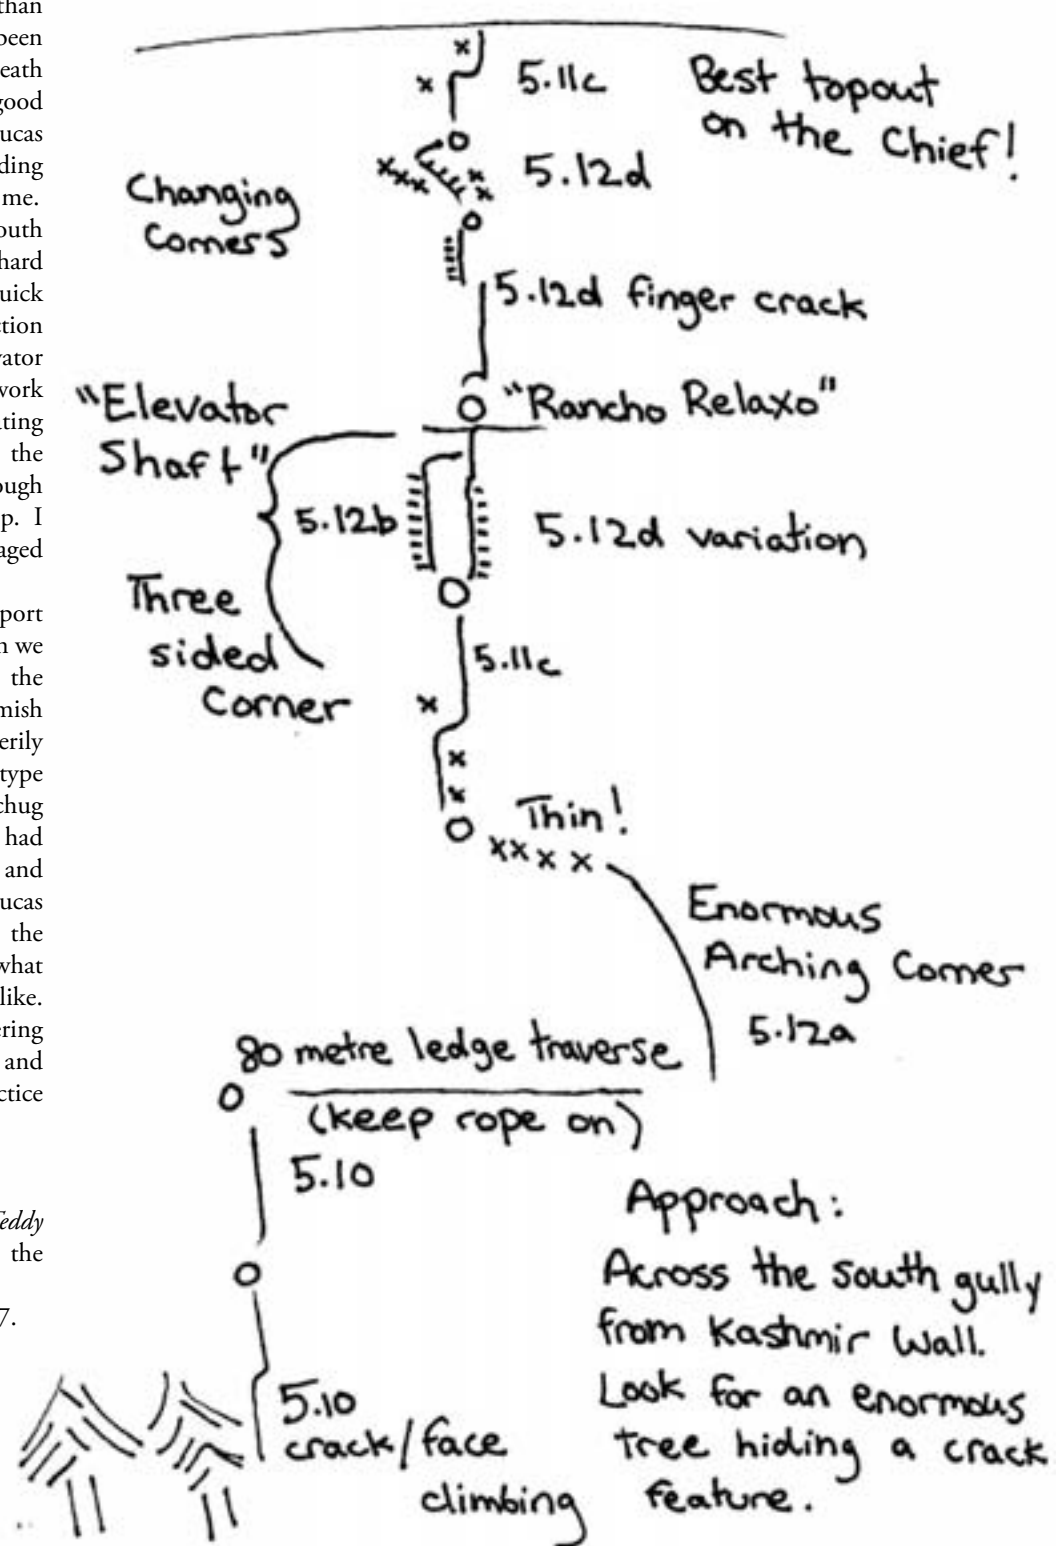 than
been
eath
good
ucas
ding
me.
outh
hard
uick
ction
vator
work
ating
the
ough
p. I
aged
port
n we
the
mish
erily
type
chug
had
and
ucas
the
what
like.
ering
and
ctice
Teddy
the
7.
5.11c
Best topout
on the Chief!
5.12d
Changing
Corners
5.12d finger crack
"Rancho Relaxo"
"Elevator
Shaft"
5.12b
5.12d variation
Three
sided
Corner
5.11c
Thin!
Enormous
Arching Corner
5.12a
80 metre ledge traverse
(keep rope on)
5.10
5.10
crack/face
climbing
Approach:
Across the south gully
from Kashmir Wall.
Look for an enormous
tree hiding a crack
feature.